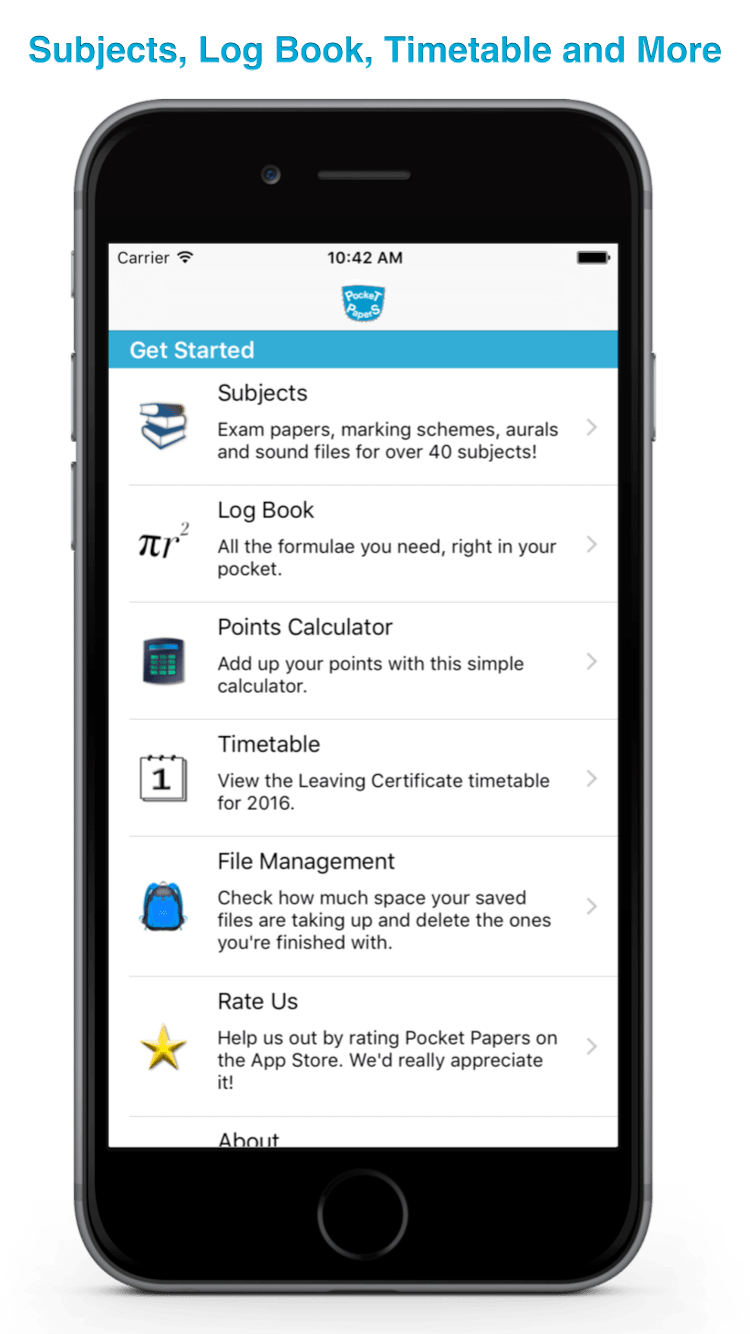 Subjects, Log Book, Timetable and More
Carrier 10:42 AM
PockeT
PaperS
Get Started
Subjects
Exam papers, marking schemes, aurals
and sound files for over 40 subjects!
πr²
Log Book
All the formulae you need, right in your
pocket.
Points Calculator
Add up your points with this simple
calculator.
Timetable
1
View the Leaving Certificate timetable
for 2016.
File Management
Check how much space your saved
files are taking up and delete the ones
you're finished with.
Rate Us
Help us out by rating Pocket Papers on
the App Store. We'd really appreciate
it!
About